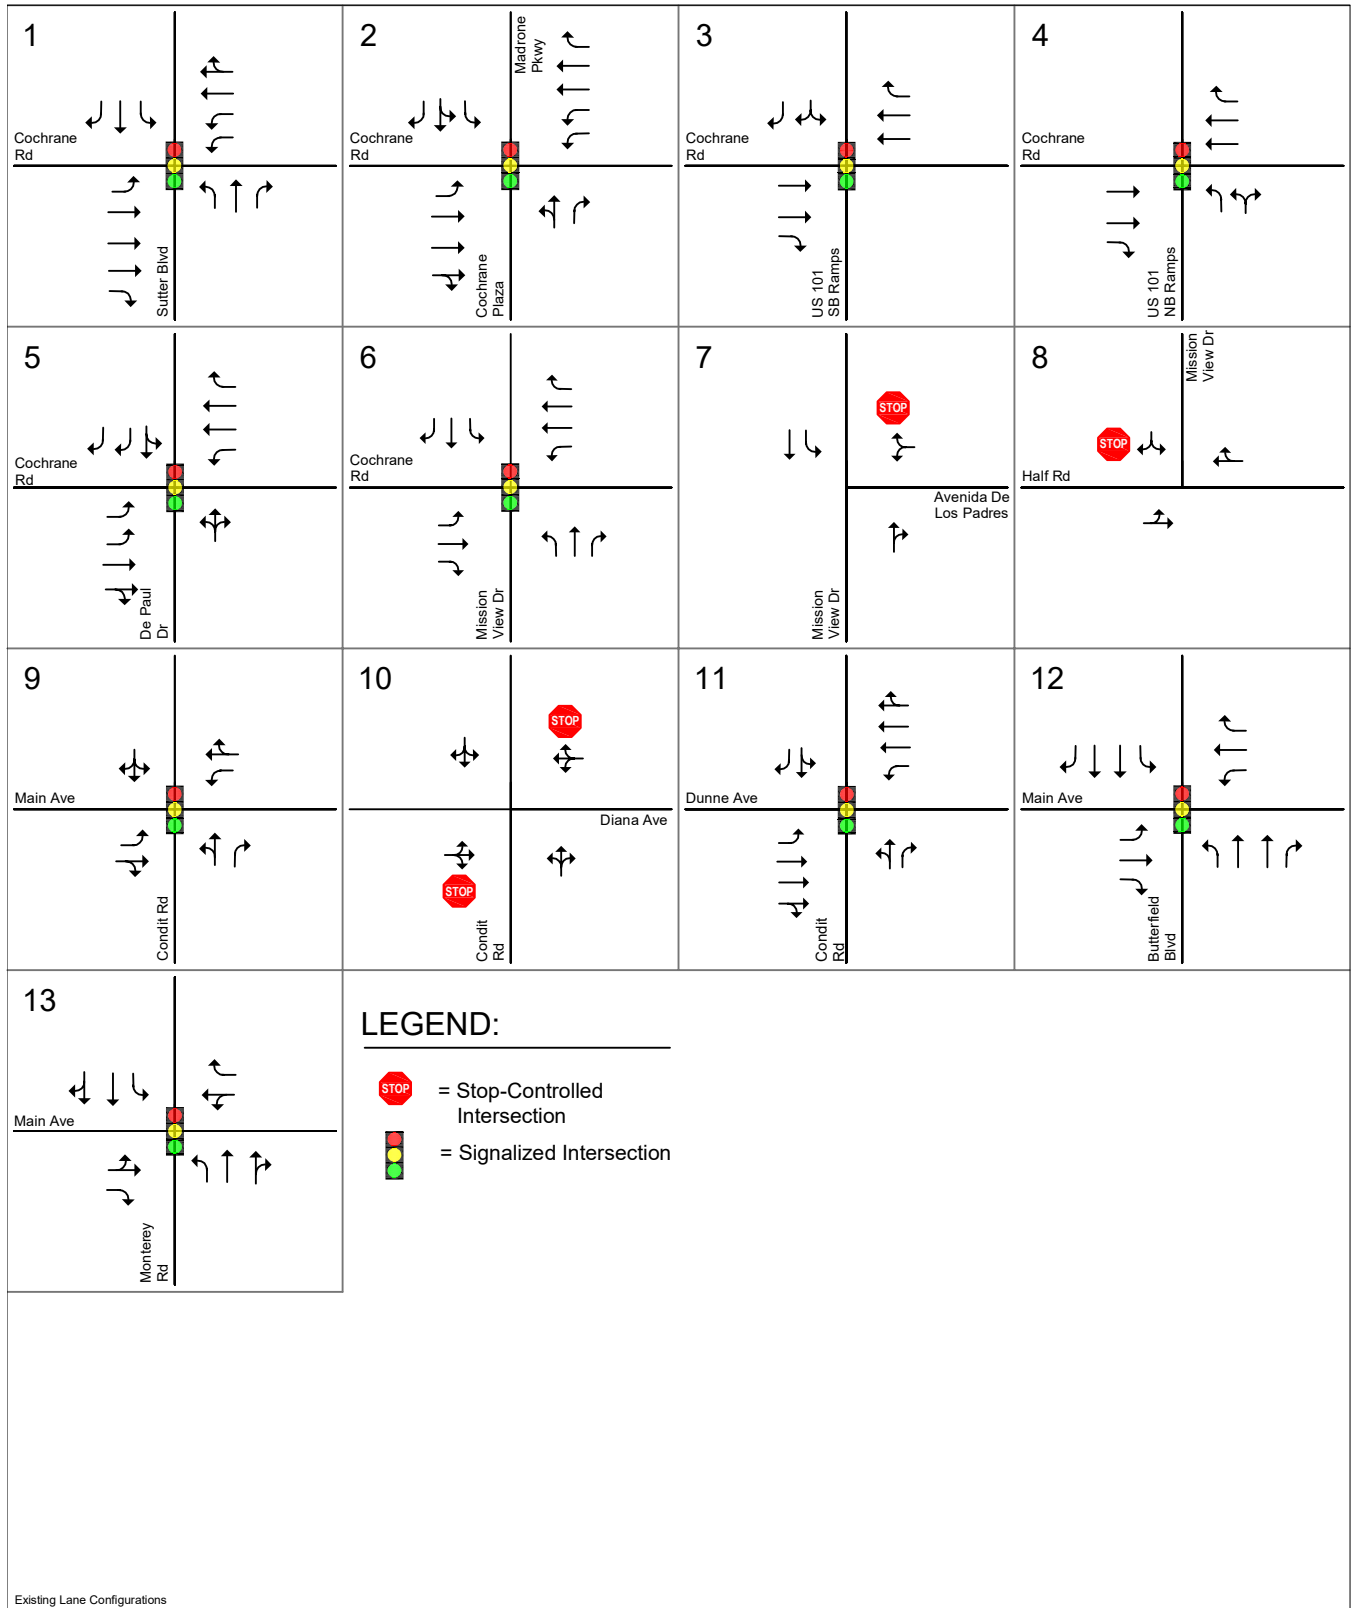 1
Cochrane
Rd
Sutter Blvd
2
Madrone
Pkwy
Cochrane
Rd
Cochrane
Plaza
3
Cochrane
Rd
US 101
SB Ramps
4
Cochrane
Rd
US 101
NB Ramps
5
Cochrane
Rd
De Paul
Dr
6
Cochrane
Rd
Mission
View Dr
7
STOP
Avenida De
Los Padres
Mission
View Dr
8
Mission
View Dr
STOP
Half Rd
9
Main Ave
Condit Rd
10
STOP
Diana Ave
STOP
Condit
Rd
11
Dunne Ave
Condit
Rd
12
Main Ave
Butterfield
Blvd
13
Main Ave
Monterey
Rd
LEGEND:
STOP = Stop-Controlled
Intersection
= Signalized Intersection
Existing Lane Configurations